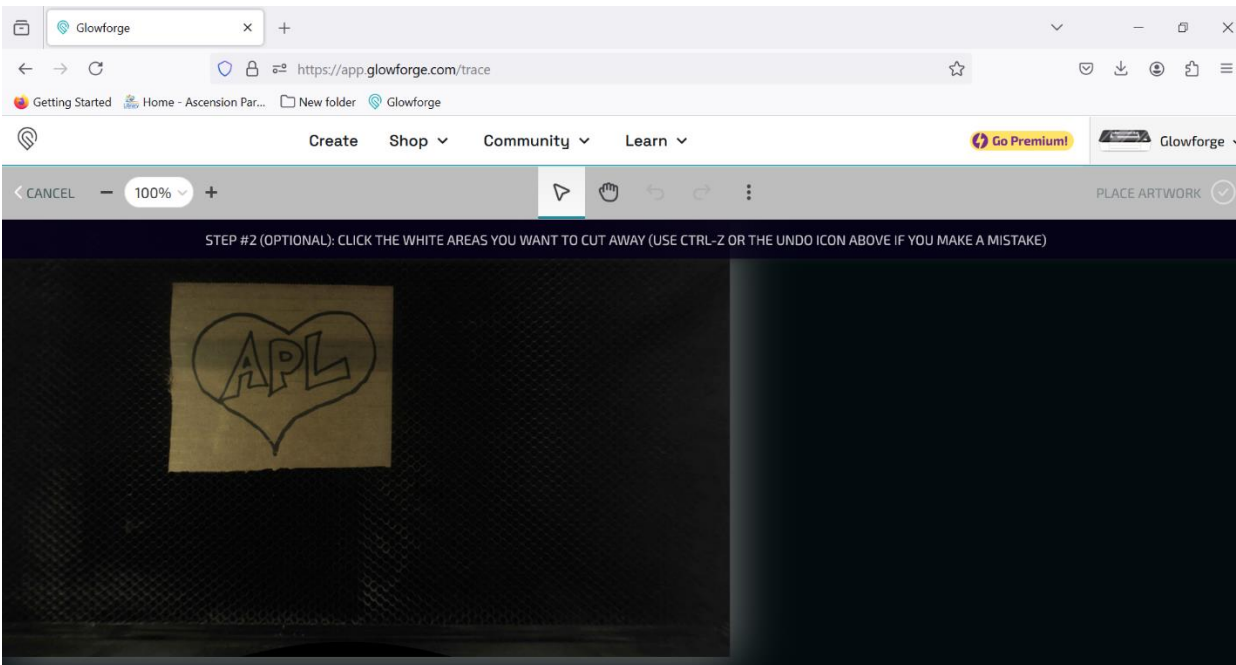 Glowforge
https://app.glowforge.com/trace
Getting Started Home - Ascension Par... New folder Glowforge
Create Shop Community Learn Go Premium! Glowforge
CANCEL 100% PLACE ARTWORK
STEP #2 (OPTIONAL): CLICK THE WHITE AREAS YOU WANT TO CUT AWAY (USE CTRL-Z OR THE UNDO ICON ABOVE IF YOU MAKE A MISTAKE)
APL